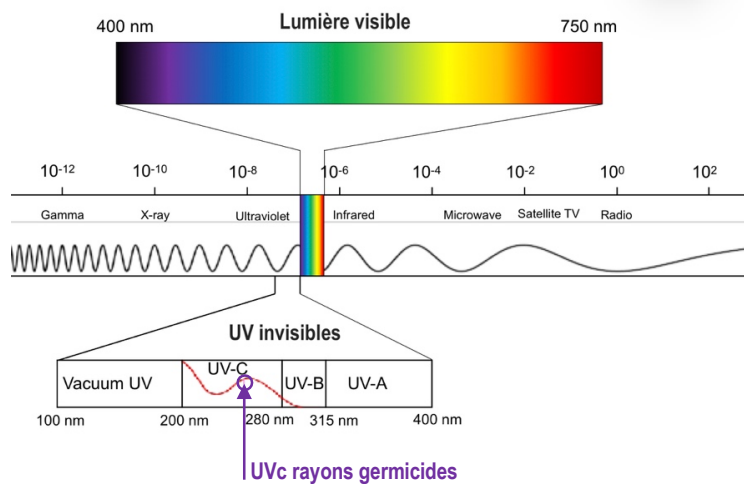 Lumière visible
400 nm 750 nm
10-12 10-10 10-8 10-6 10-4 10-2 100 102
Gamma X-ray Ultraviolet Infrared Microwave Satellite TV Radio
UV invisibles
Vacuum UV UV-C UV-B UV-A
100 nm 200 nm 280 nm 315 nm 400 nm
UVc rayons germicides